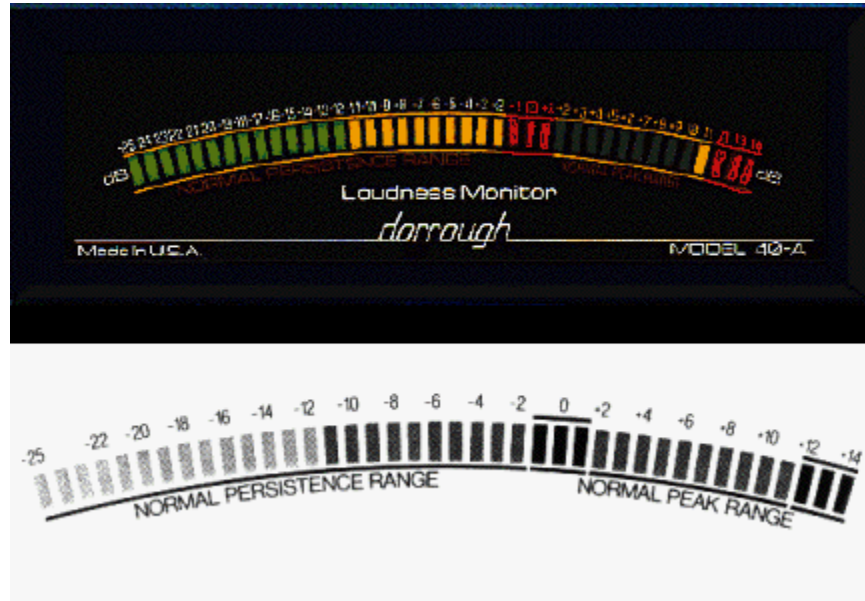 dB
dB
NORMAL PERSISTENCE RANGE
NORMAL PEAK RANGE
Loudness Monitor
dorrough
Made in U.S.A.
MODEL 40-A
-25 -22 -20 -18 -16 -14 -12 -10 -8 -6 -4 -2 0 +2 +4 +6 +8 +10 +12 +14
NORMAL PERSISTENCE RANGE
NORMAL PEAK RANGE